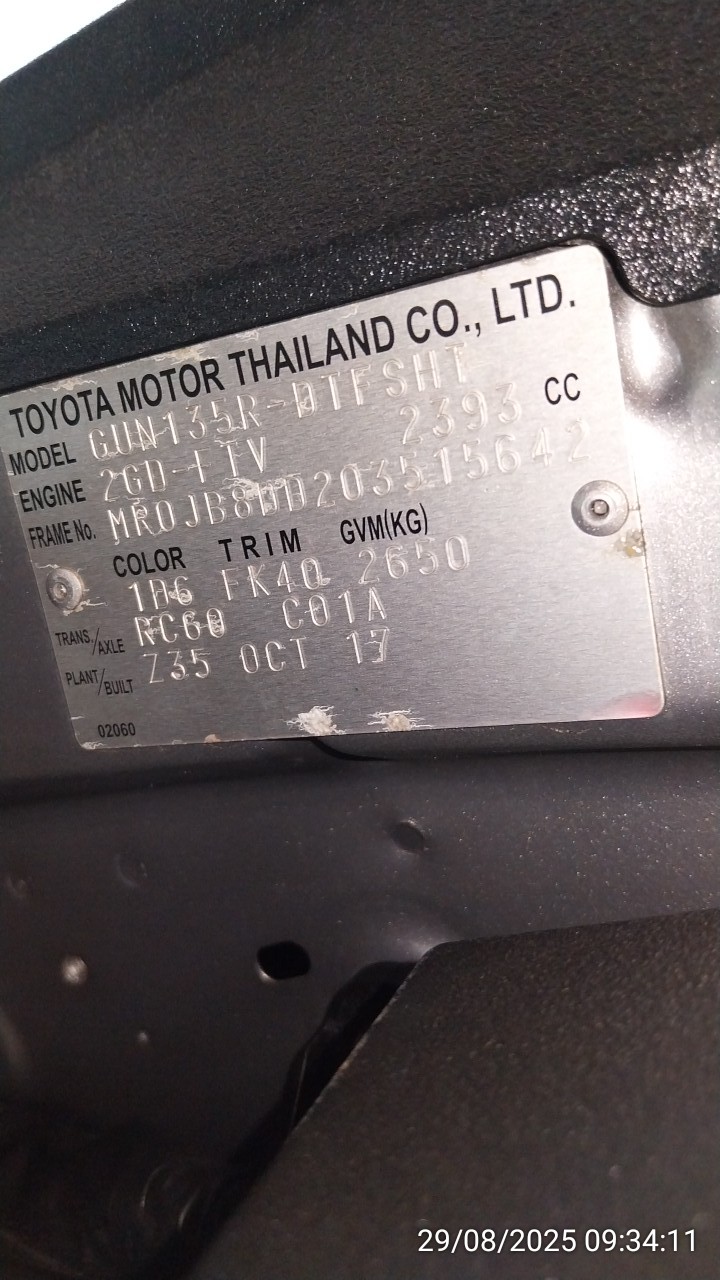 TOYOTA MOTOR THAILAND CO., LTD.
MODEL GUN135R-DTFSHT
ENGINE 2GD-FTV 2393 CC
FRAME No. MR0JB8DD203515642
COLOR TRIM GVM(KG)
1D6 FK40 2650
TRANS./AXLE RC60 C01A
PLANT/BUILT Z35 OCT 17
02060
29/08/2025 09:34:11